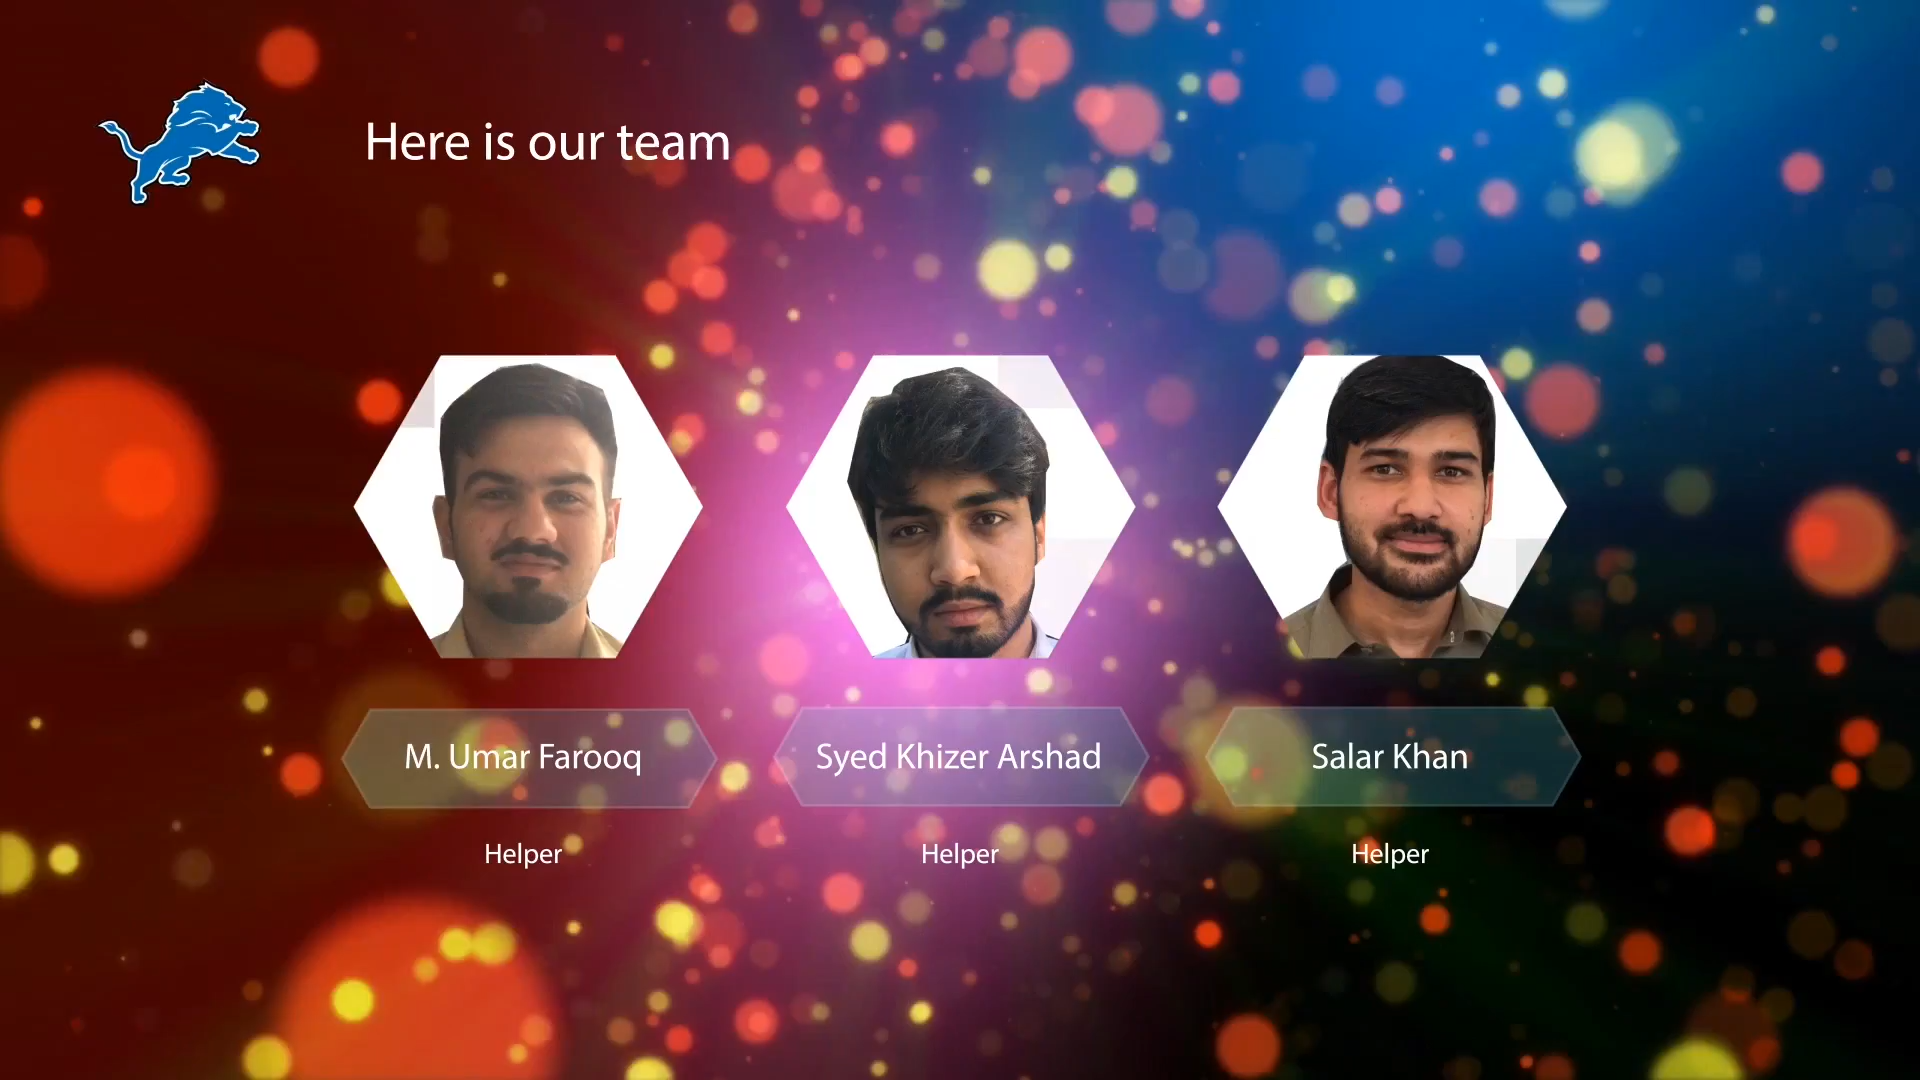 Here is our team
M. Umar Farooq
Syed Khizer Arshad
Salar Khan
Helper
Helper
Helper